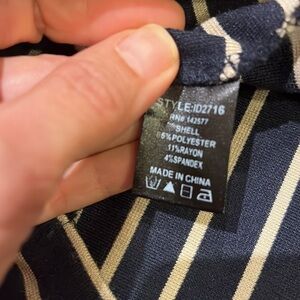 STYLE:ID2716
RN# 142577
SHELL
85%POLYESTER
11%RAYON
4%SPANDEX
MADE IN CHINA